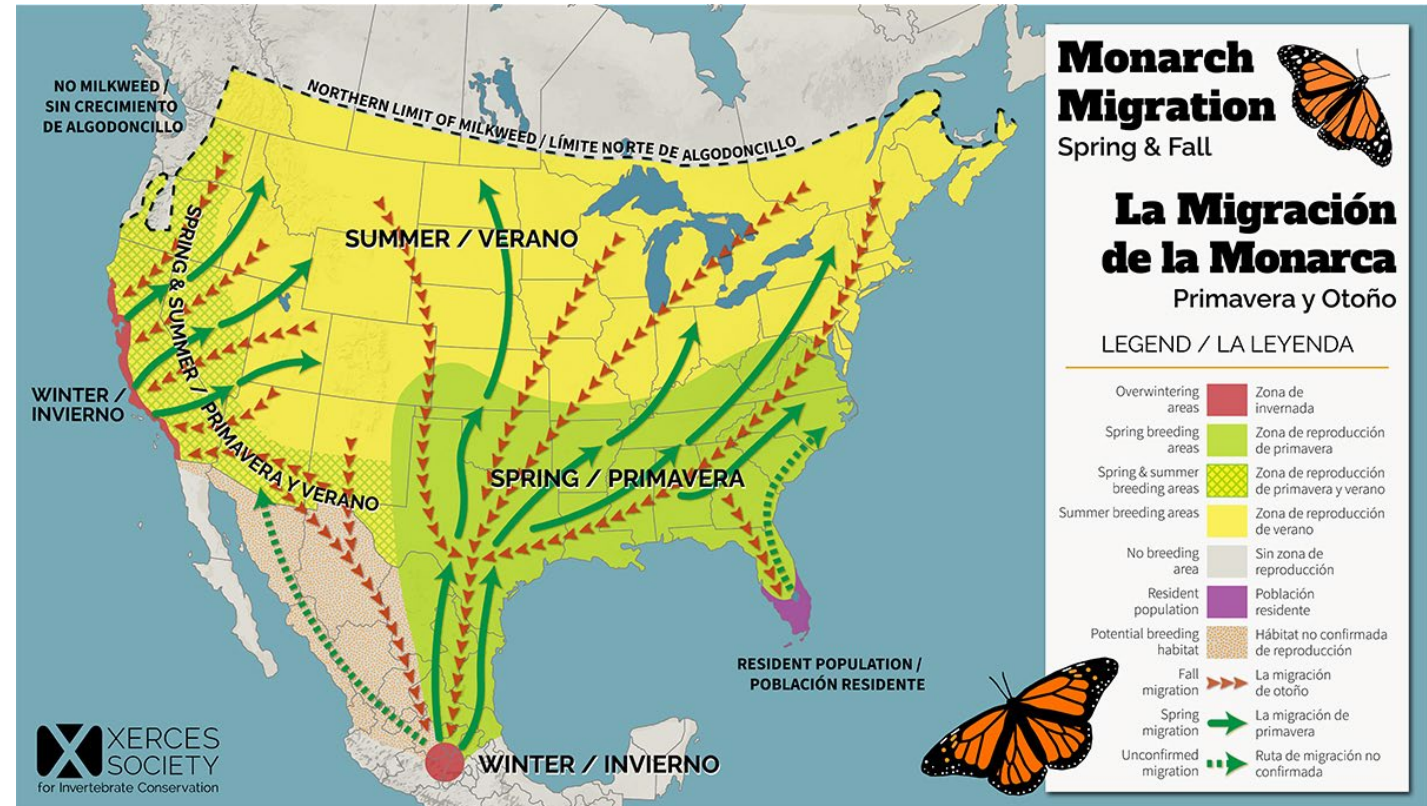 NO MILKWEED /
SIN CRECIMIENTO
DE ALGODONCILLO
NORTHERN LIMIT OF MILKWEED / LÍMITE NORTE DE ALGODONCILLO
SUMMER / VERANO
SPRING & SUMMER / PRIMAVERA Y VERANO
WINTER /
INVIERNO
SPRING / PRIMAVERA
RESIDENT POPULATION /
POBLACIÓN RESIDENTE
WINTER / INVIERNO
XERCES
SOCIETY
for Invertebrate Conservation
Monarch
Migration
Spring & Fall
La Migración
de la Monarca
Primavera y Otoño
LEGEND / LA LEYENDA
Overwintering
areas
Zona de
invernada
Spring breeding
areas
Zona de reproducción
de primavera
Spring & summer
breeding areas
Zona de reproducción
de primavera y verano
Summer breeding areas
Zona de reproducción
de verano
No breeding
area
Sin zona de
reproducción
Resident
population
Población
residente
Potential breeding
habitat
Hábitat no confirmada
de reproducción
Fall
migration
La migración
de otoño
Spring
migration
La migración de
primavera
Unconfirmed
migration
Ruta de migración no
confirmada